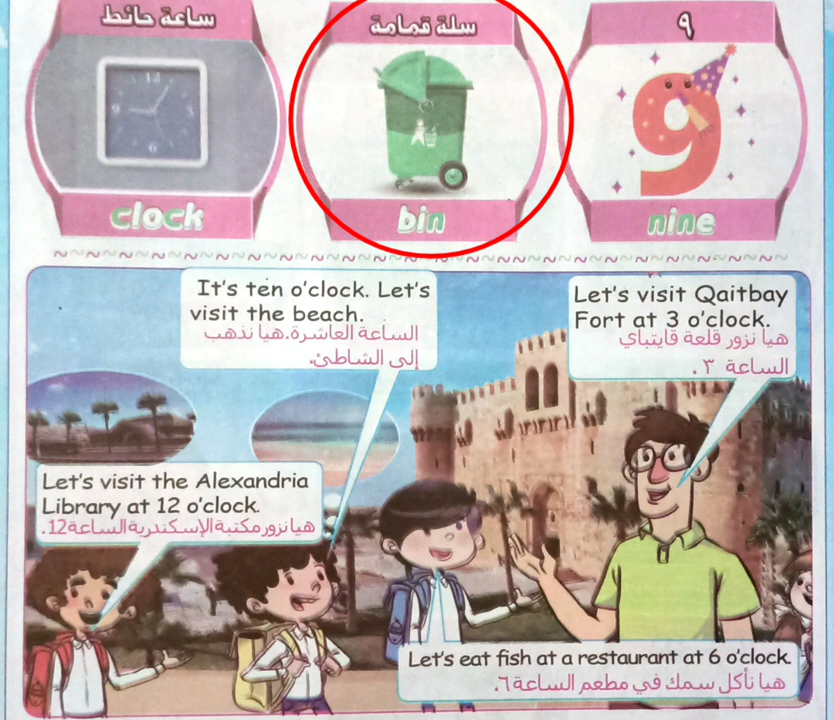 ساعة حائط
سلة قمامة
٩
clock
bin
nine
It's ten o'clock. Let's
visit the beach.
الساعة العاشرة.هيا نذهب
إلى الشاطئ.
Let's visit Qaitbay
Fort at 3 o'clock.
هيا نزور قلعة قايتباي
الساعة ٣ .
Let's visit the Alexandria
Library at 12 o'clock.
هيا نزور مكتبة الإسكندرية الساعة 12 .
Let's eat fish at a restaurant at 6 o'clock.
هيا نأكل سمك في مطعم الساعة ٦.